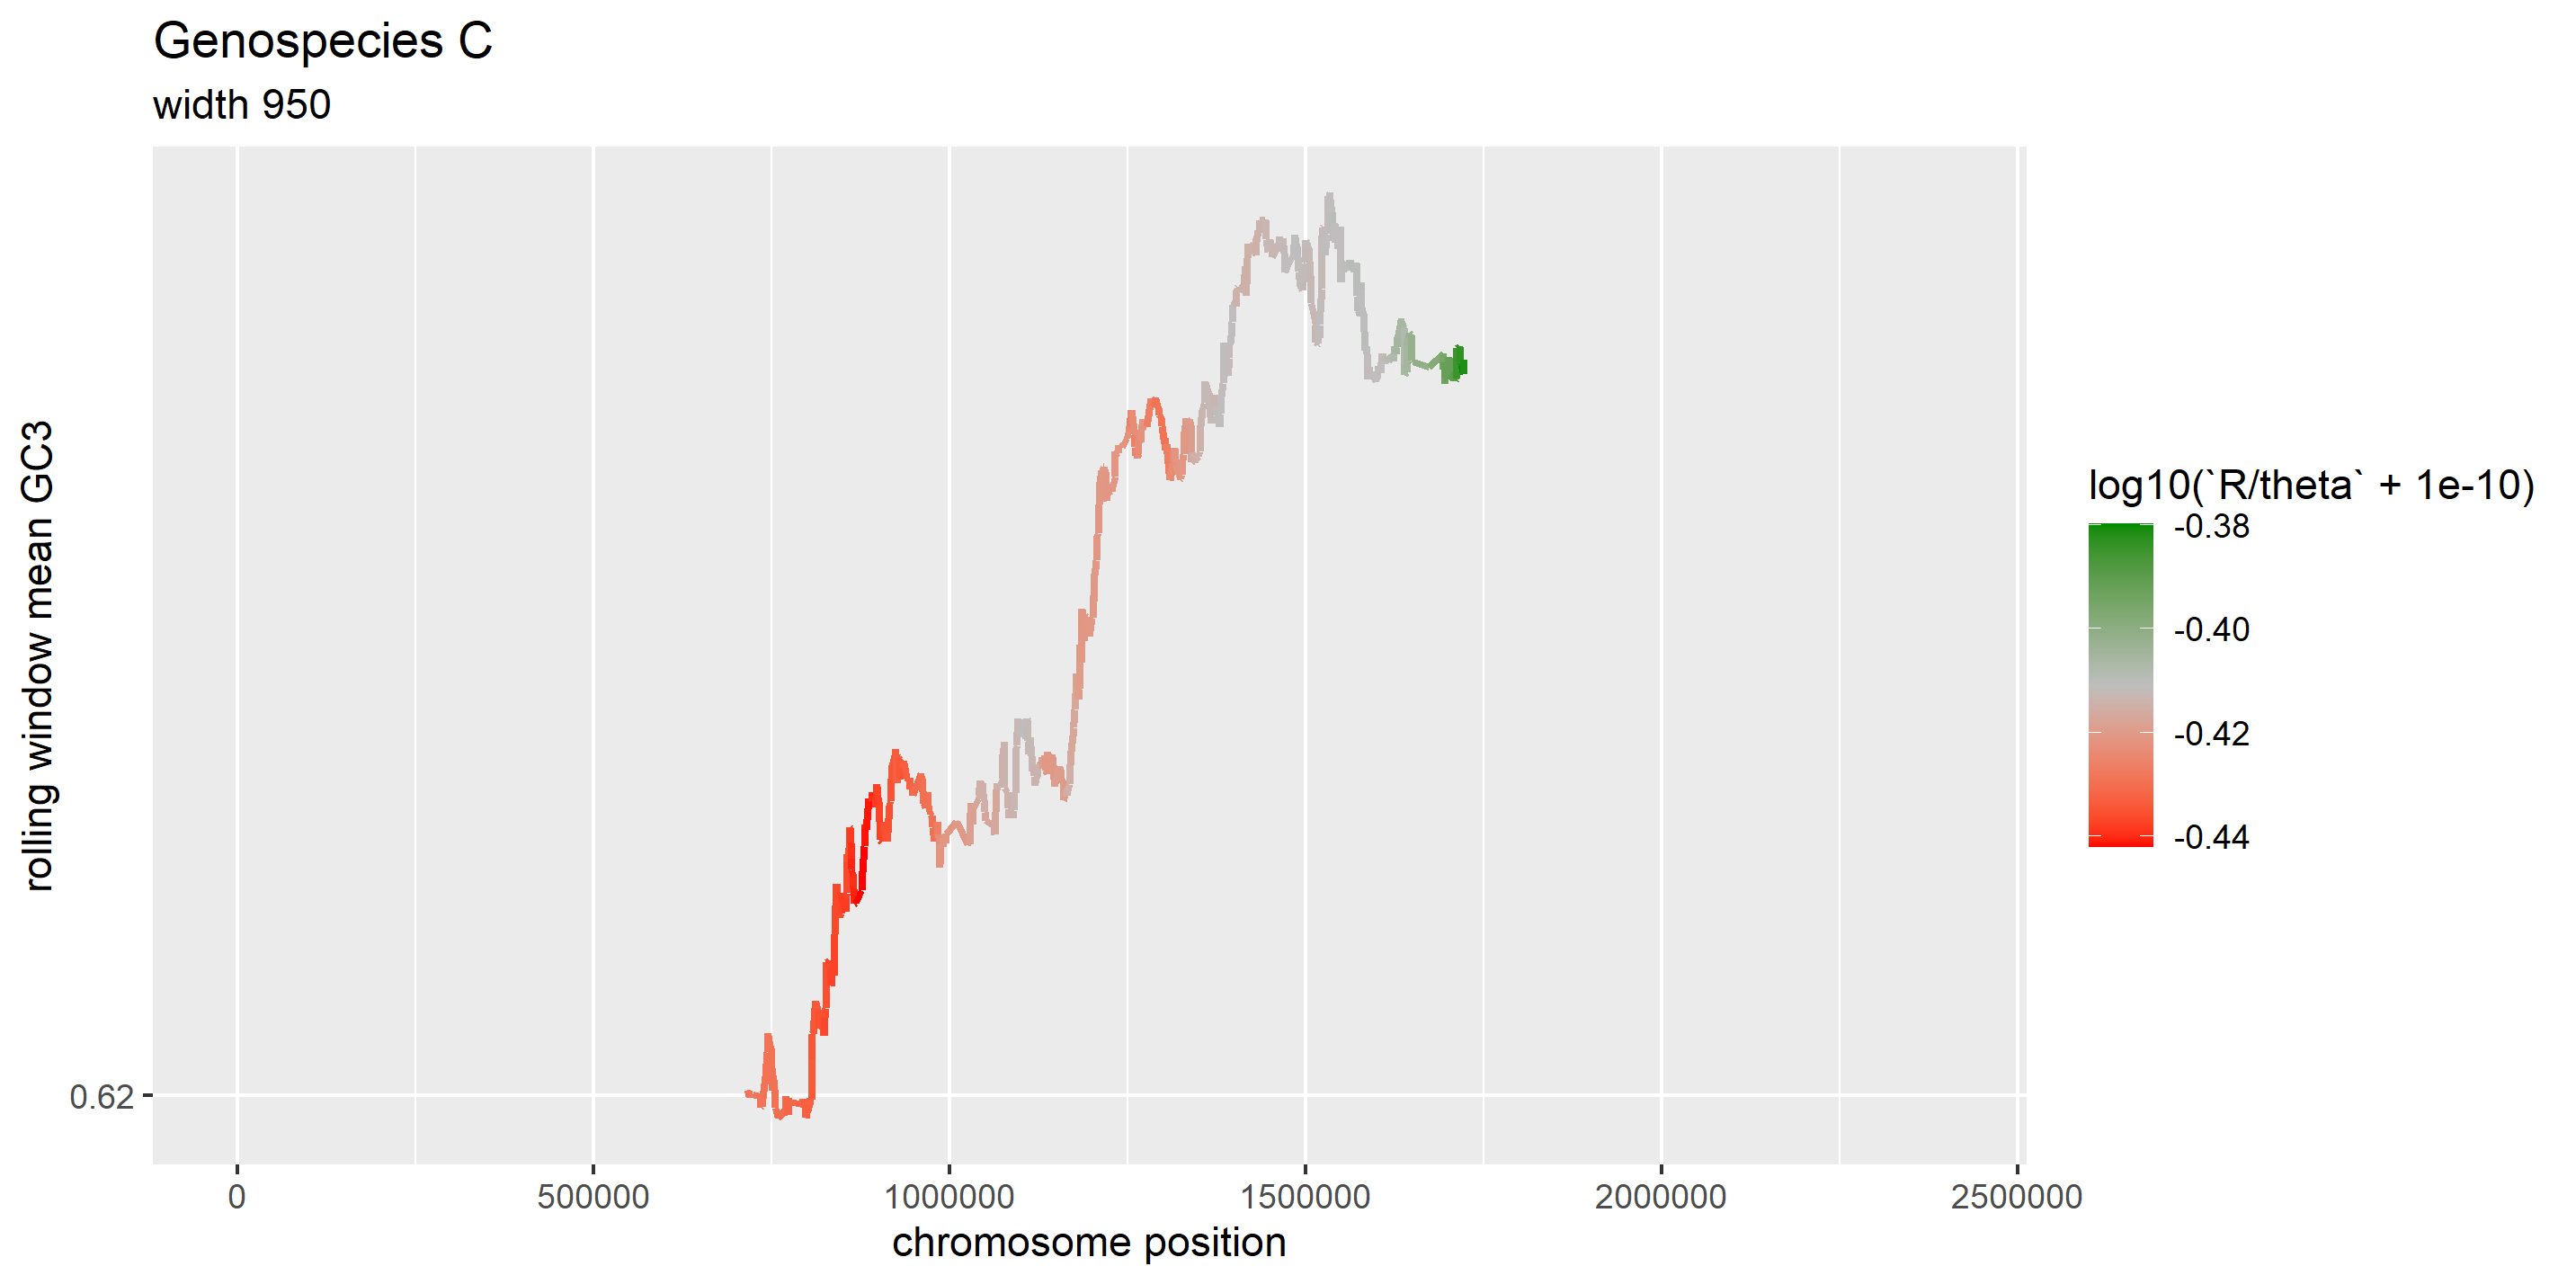 Genospecies C
width 950
rolling window mean GC3
0.62
0
500000
1000000
1500000
2000000
2500000
chromosome position
log10(`R/theta` + 1e-10)
-0.38
-0.40
-0.42
-0.44